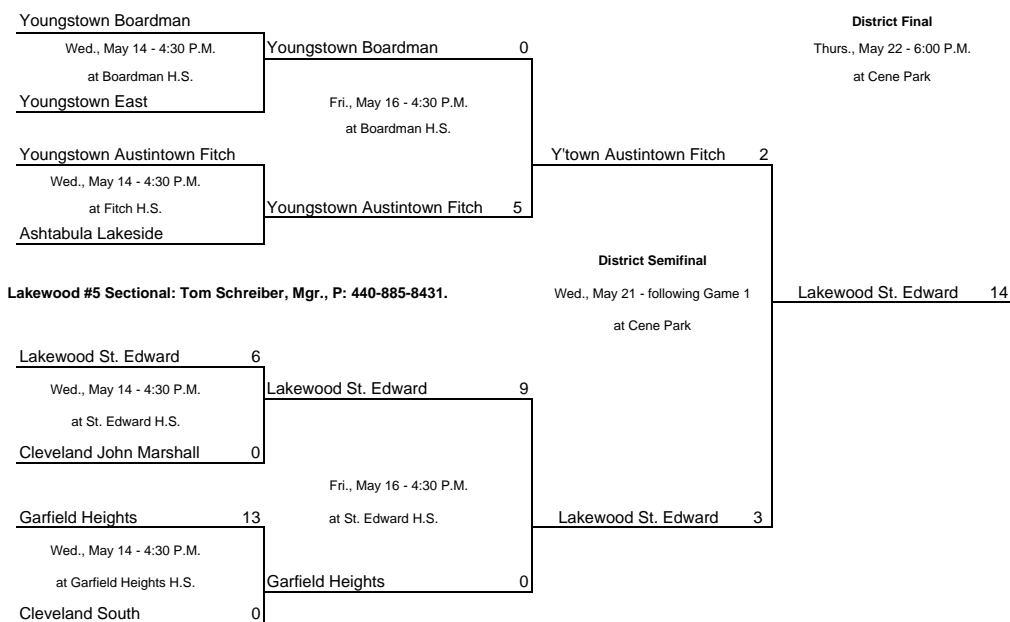 Youngstown Boardman
District Final
Wed., May 14 - 4:30 P.M.
Youngstown Boardman 0
Thurs., May 22 - 6:00 P.M.
at Boardman H.S.
at Cene Park
Youngstown East
Fri., May 16 - 4:30 P.M.
at Boardman H.S.
Youngstown Austintown Fitch
Y'town Austintown Fitch 2
Wed., May 14 - 4:30 P.M.
at Fitch H.S.
Youngstown Austintown Fitch 5
Ashtabula Lakeside
District Semifinal
Lakewood #5 Sectional: Tom Schreiber, Mgr., P: 440-885-8431.
Wed., May 21 - following Game 1
Lakewood St. Edward 14
at Cene Park
Lakewood St. Edward 6
Wed., May 14 - 4:30 P.M.
Lakewood St. Edward 9
at St. Edward H.S.
Cleveland John Marshall 0
Fri., May 16 - 4:30 P.M.
Garfield Heights 13
at St. Edward H.S.
Lakewood St. Edward 3
Wed., May 14 - 4:30 P.M.
at Garfield Heights H.S.
Garfield Heights 0
Cleveland South 0